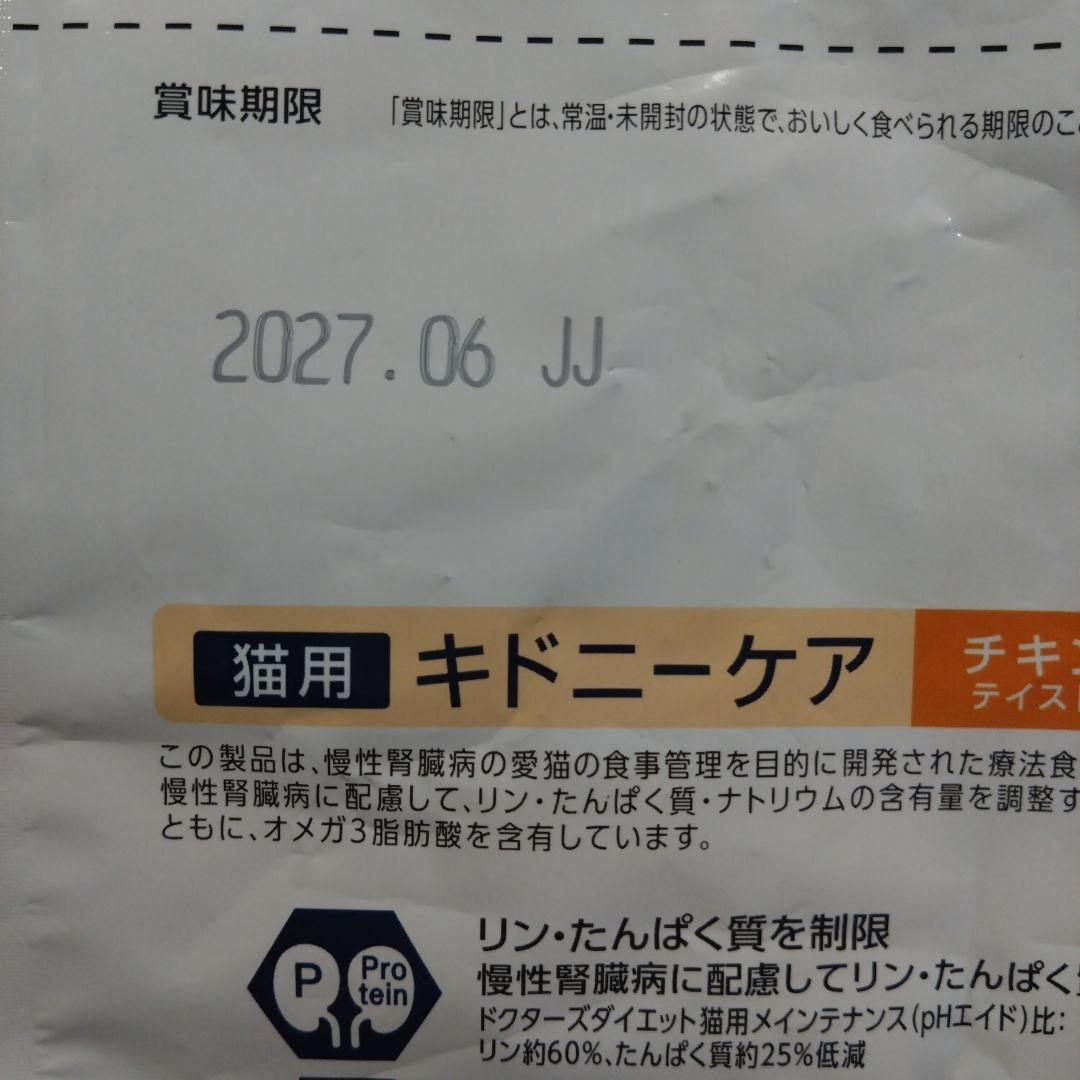 賞味期限
「賞味期限」とは、常温・未開封の状態で、おいしく食べられる期限のこ
2027.06 JJ
猫用 キドニーケア チキン
テイスト
この製品は、慢性腎臓病の愛猫の食事管理を目的に開発された療法食
慢性腎臓病に配慮して、リン・たんぱく質・ナトリウムの含有量を調整す
ともに、オメガ3脂肪酸を含有しています。
P Pro
tein
リン・たんぱく質を制限
慢性腎臓病に配慮してリン・たんぱく
ドクターズダイエット猫用メインテナンス(pHエイド)比:
リン約60%、たんぱく質約25%低減